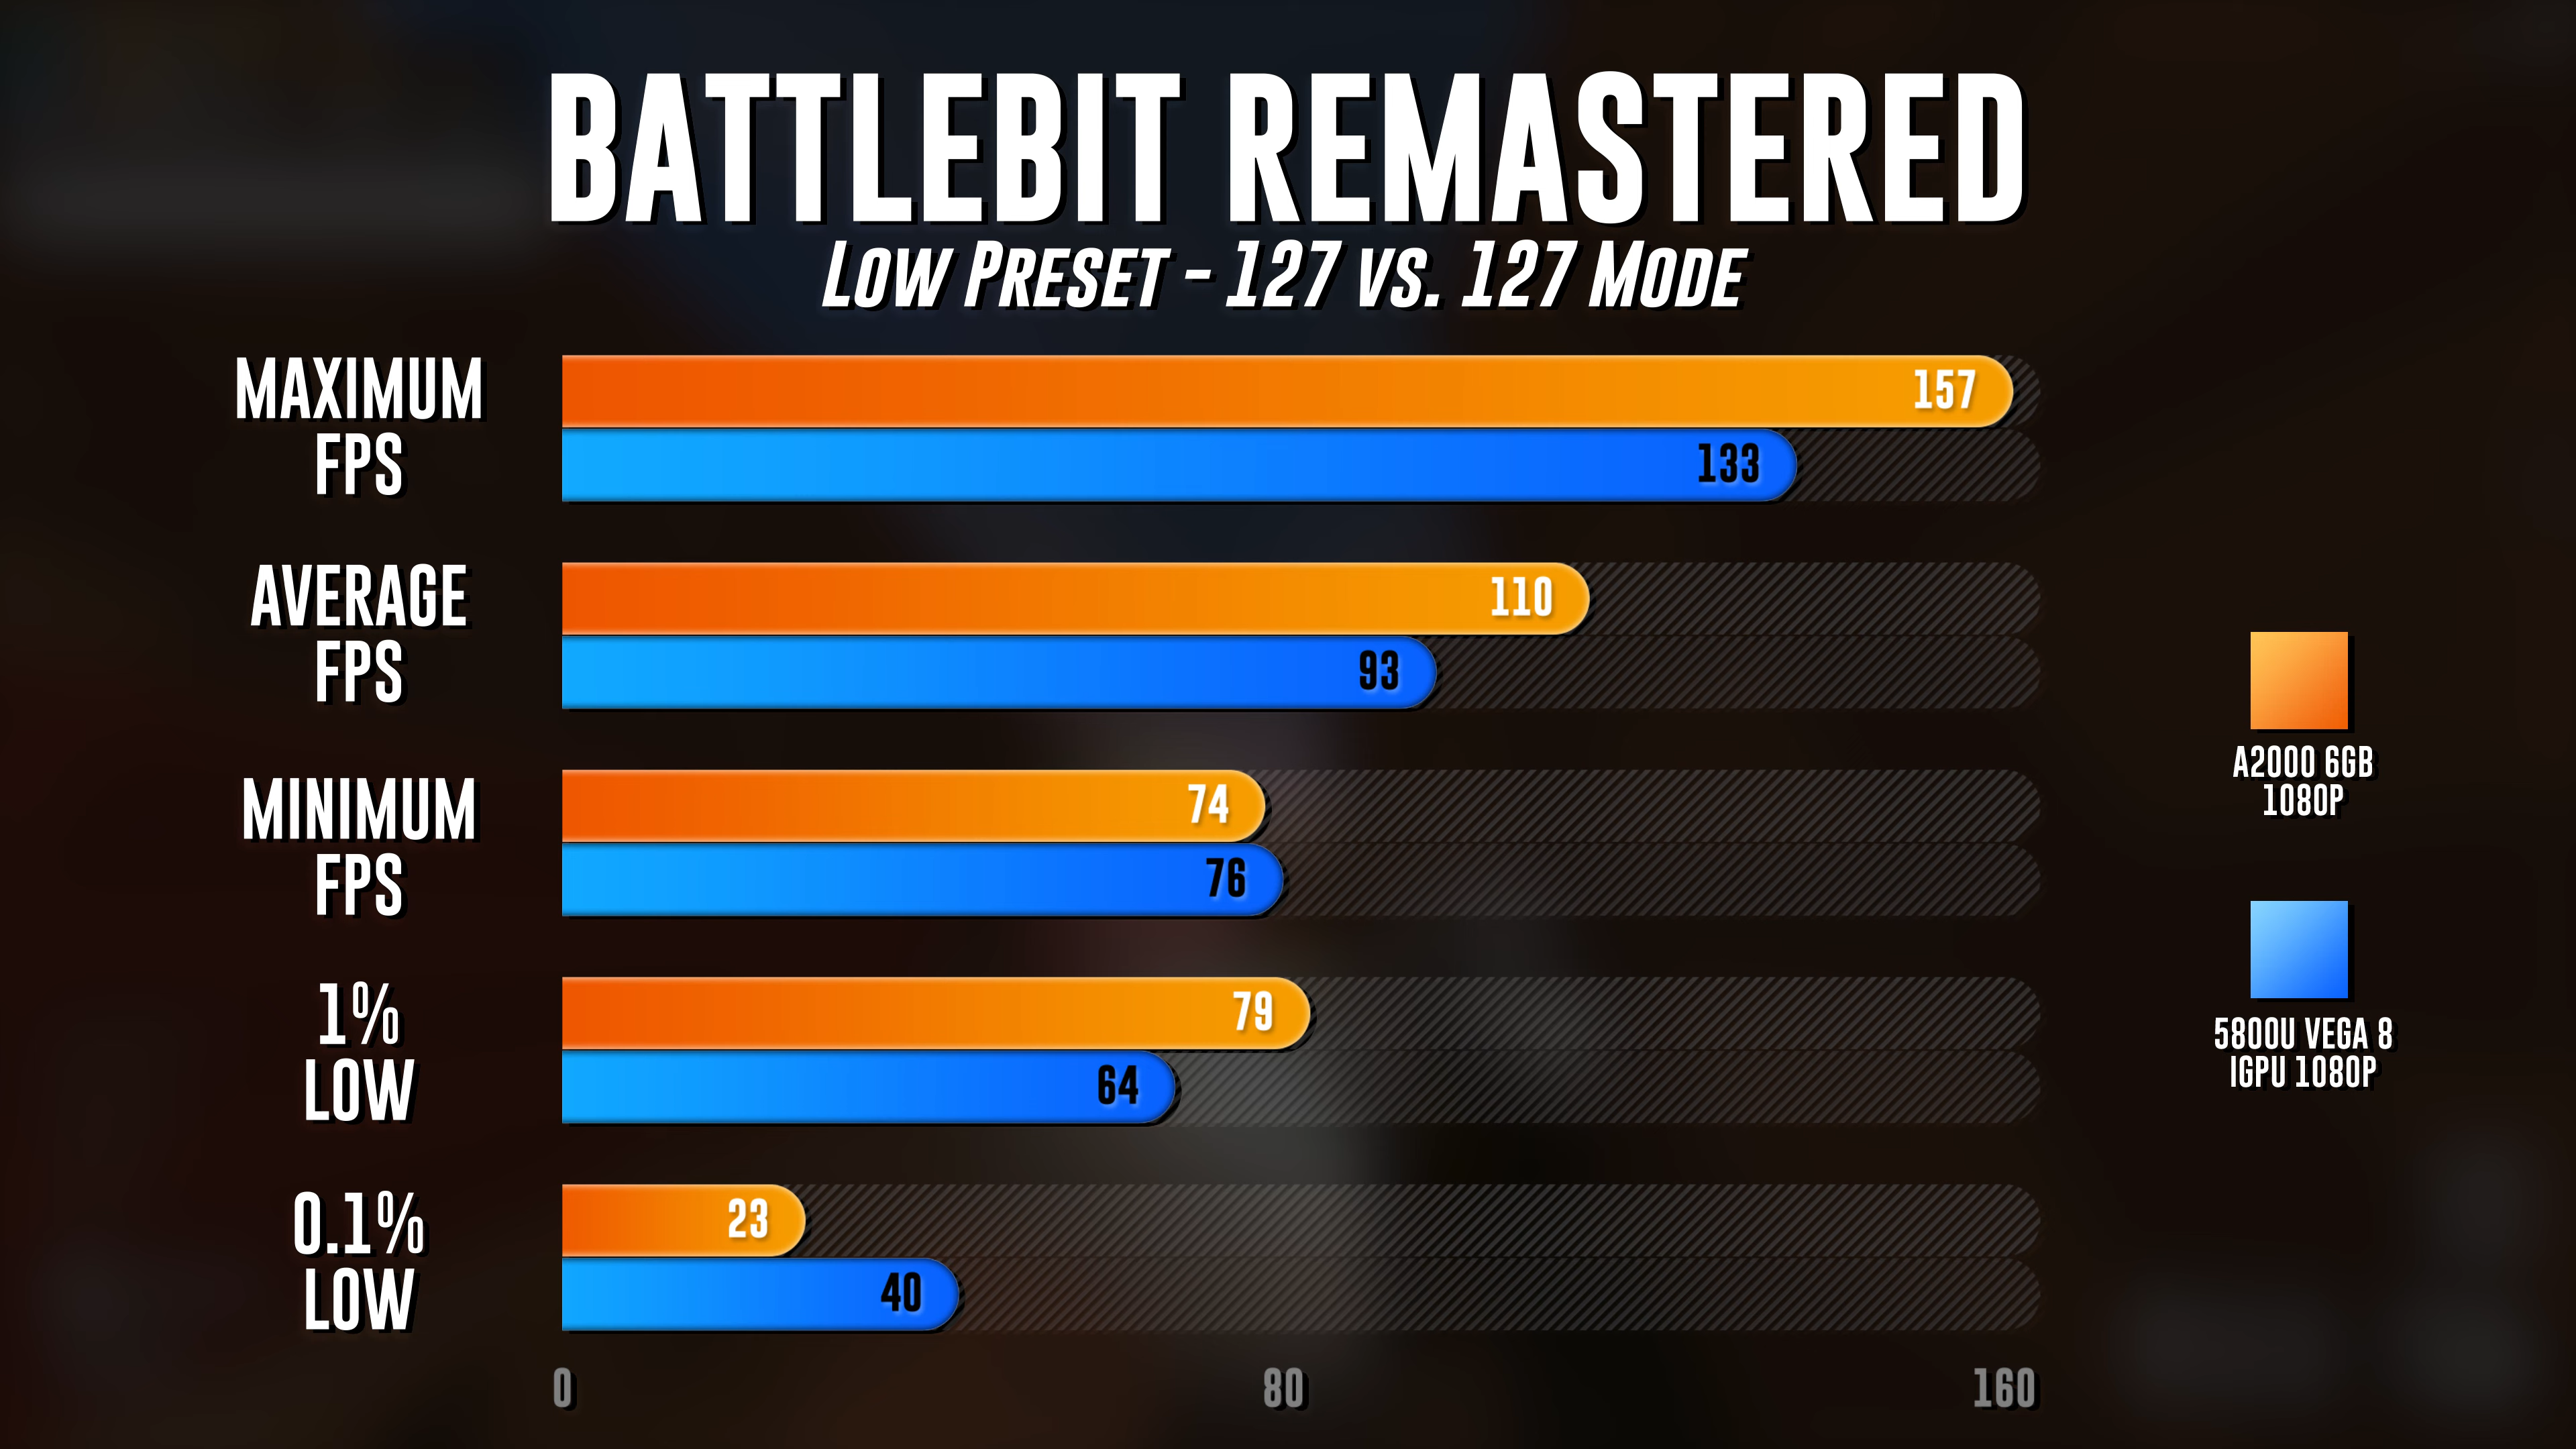 BATTLEBIT REMASTERED
LOW PRESET - 127 VS. 127 MODE
MAXIMUM
FPS
157
133
AVERAGE
FPS
110
93
MINIMUM
FPS
74
76
1%
LOW
79
64
0.1%
LOW
23
40
0 80 160
A2000 6GB
1080P
5800U VEGA 8
IGPU 1080P